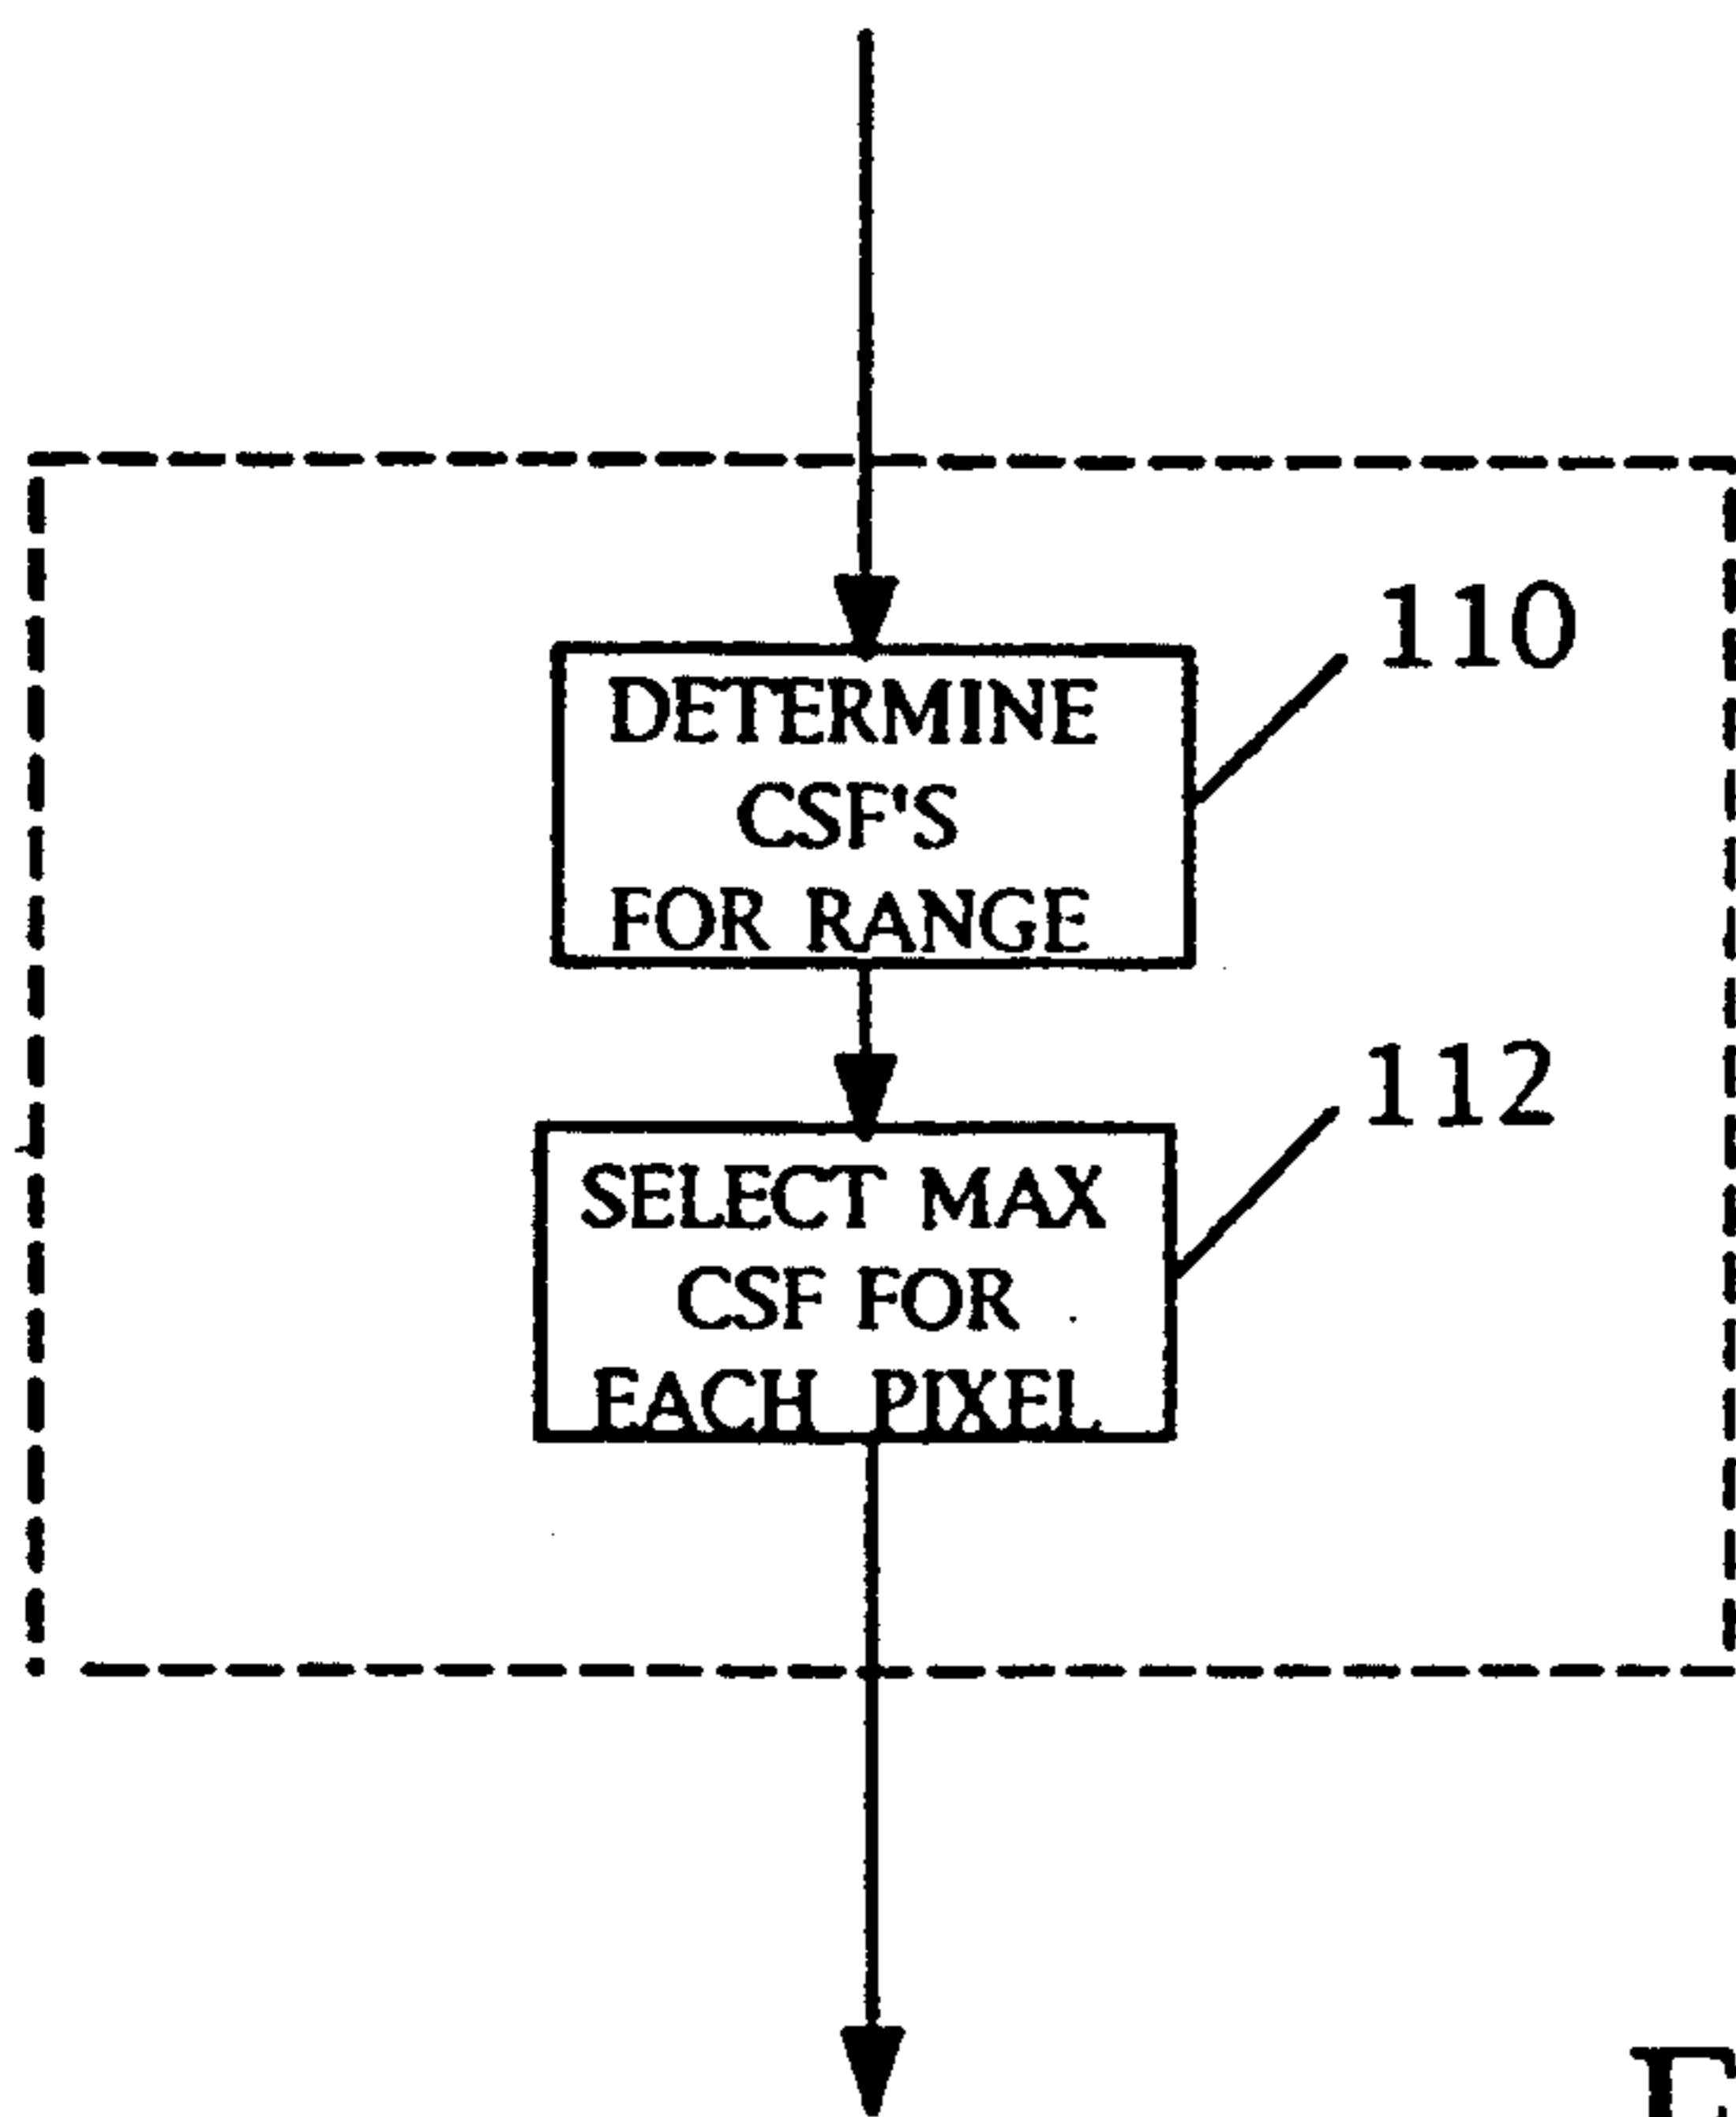 110
DETERMINE
CSF'S
FOR RANGE
112
SELECT MAX
CSF FOR
EACH PIXEL